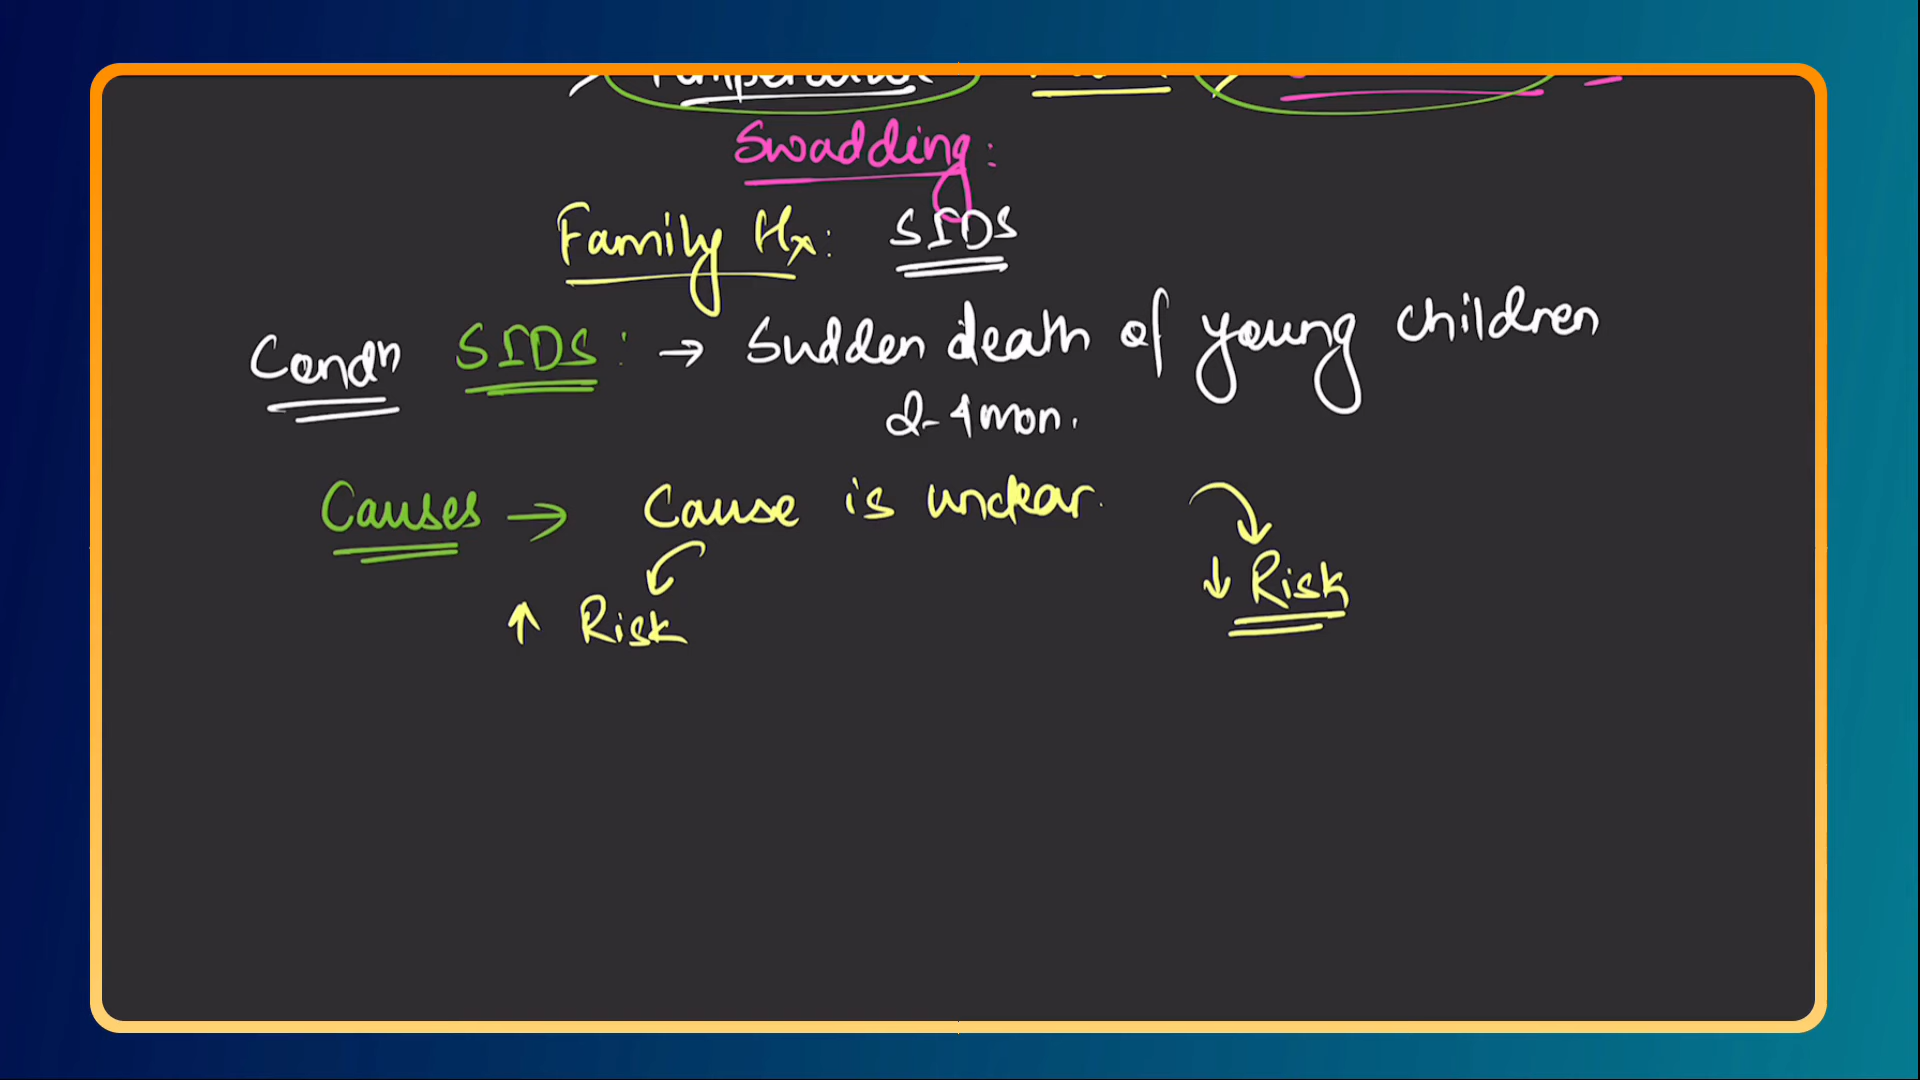 Temperature
Swadding:
Family Hx: SIDS
Condn SIDS: → Sudden death of young children
2-4 mon.
Causes → Cause is unclear.
↓ Risk
↑ Risk